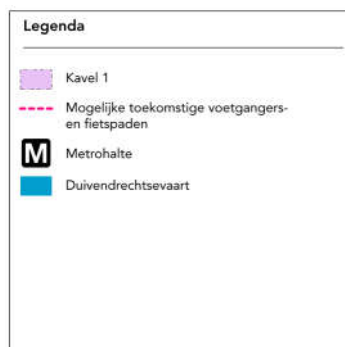 Legenda
Kavel 1
Mogelijke toekomstige voetgangers-
en fietspaden
M Metrohalte
Duivendrechtsevaart